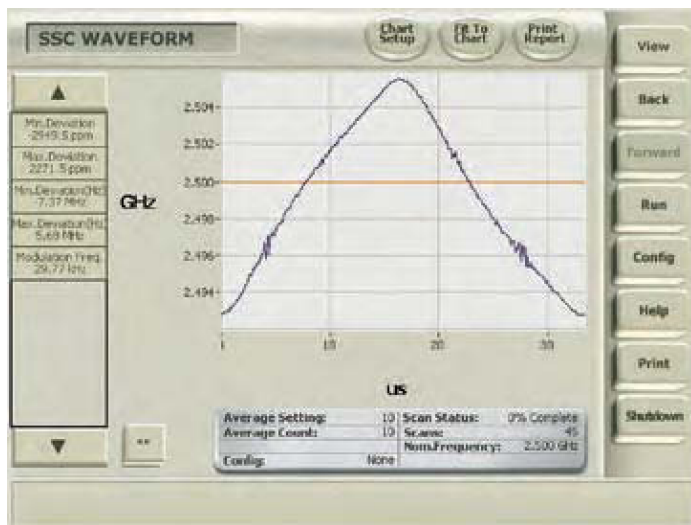 SSC WAVEFORM
Chart Setup
Fit To Chart
Print Report
View
Back
Forward
Run
Config
Help
Print
Shutdown
Min.Deviation
-2949.5 ppm
Max.Deviation
2271.5 ppm
Min.Deviation(Hz)
-7.37 MHz
Max.Deviation(Hz)
5.68 MHz
Modulation Freq.
29.77 kHz
GHz
2.504
2.502
2.500
2.498
2.496
2.494
1
10
20
30
us
Average Setting: 10
Average Count: 10
Config: None
Scan Status: 0% Complete
Scans: 45
Nom.Frequency: 2.500 GHz
--